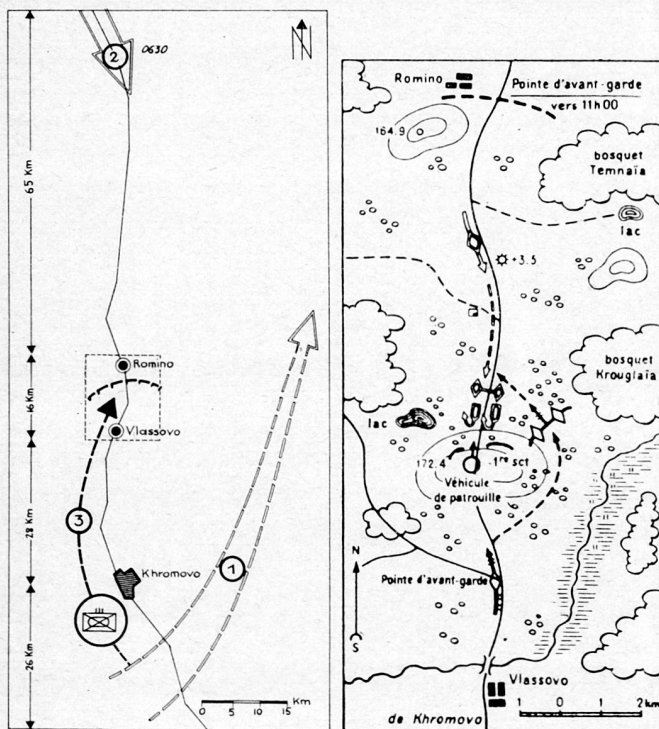 2
0630
N
65 Km
Romino
16 Km
Vlassovo
28 Km
3
1
Khromovo
26 Km
Km
0 5 10 15
Romino
Pointe d'avant-garde
vers 11h00
164.9
bosquet
Temnaïa
lac
+3.5
bosquet
Krouglaïa
lac
172.4
1re sct
Véhicule
de patrouille
N
Pointe d'avant-garde
S
Vlassovo
de Khromovo
1 0 1 2 km